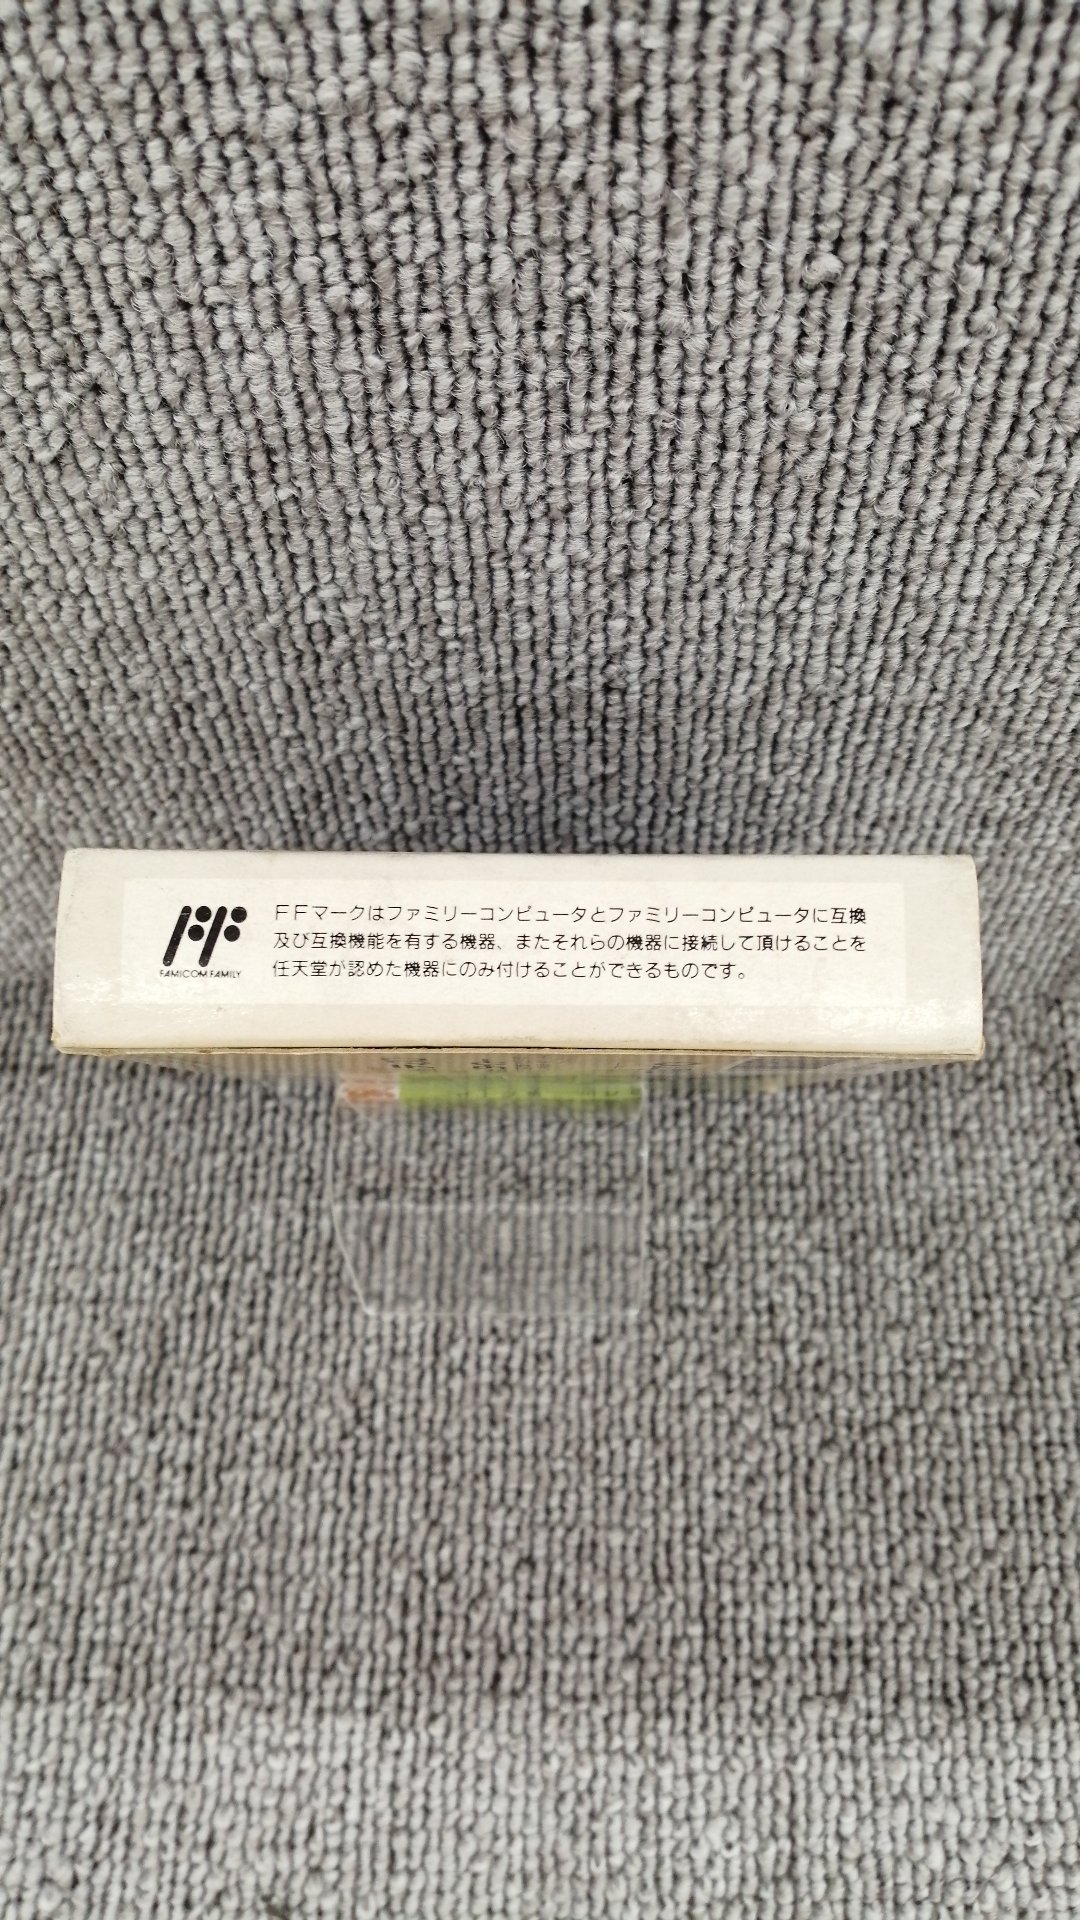 FAMICOM FAMILY
FFマークはファミリーコンピュータとファミリーコンピュータに互換
及び互換機能を有する機器、またそれらの機器に接続して頂けることを
任天堂が認めた機器にのみ付けることができるものです。